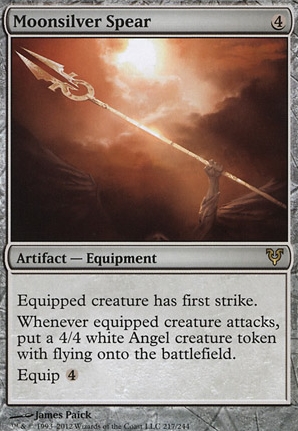 Moonsilver Spear 4
Artifact — Equipment
Equipped creature has first strike.
Whenever equipped creature attacks,
put a 4/4 white Angel creature token
with flying onto the battlefield.
Equip 4
James Paick
™ & © 1993–2012 Wizards of the Coast LLC 217/244